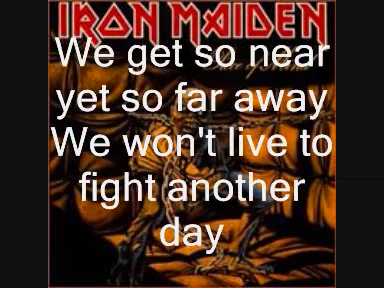 IRON MAIDEN
We get so near
yet so far away
We won't live to
fight another
day